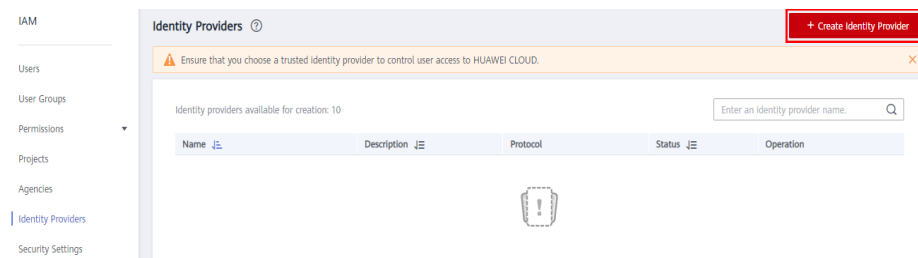 IAM
Users
User Groups
Permissions
Projects
Agencies
Identity Providers
Security Settings
Identity Providers
+ Create Identity Provider
Ensure that you choose a trusted identity provider to control user access to HUAWEI CLOUD.
Identity providers available for creation: 10
Enter an identity provider name.
Name Description Protocol Status Operation